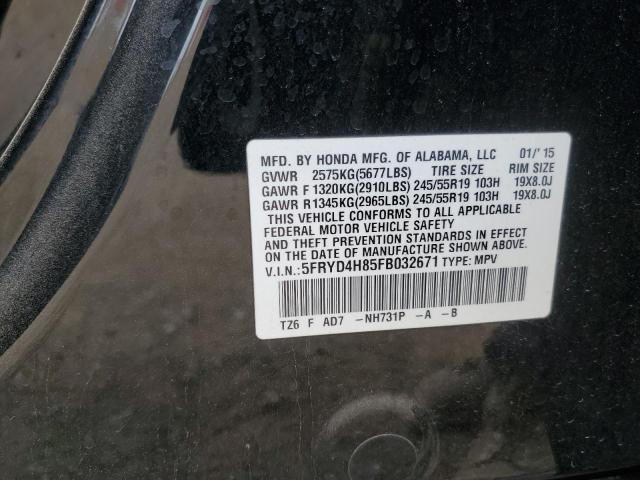 MFD. BY HONDA MFG. OF ALABAMA, LLC 01/'15
GVWR 2575KG(5677LBS) TIRE SIZE RIM SIZE
GAWR F 1320KG(2910LBS) 245/55R19 103H 19X8.0J
GAWR R 1345KG(2965LBS) 245/55R19 103H 19X8.0J
THIS VEHICLE CONFORMS TO ALL APPLICABLE
FEDERAL MOTOR VEHICLE SAFETY
AND THEFT PREVENTION STANDARDS IN EFFECT
ON THE DATE OF MANUFACTURE SHOWN ABOVE.
V.I.N.: 5FRYD4H85FB032671 TYPE: MPV
TZ6 F AD7 -NH731P -A -B